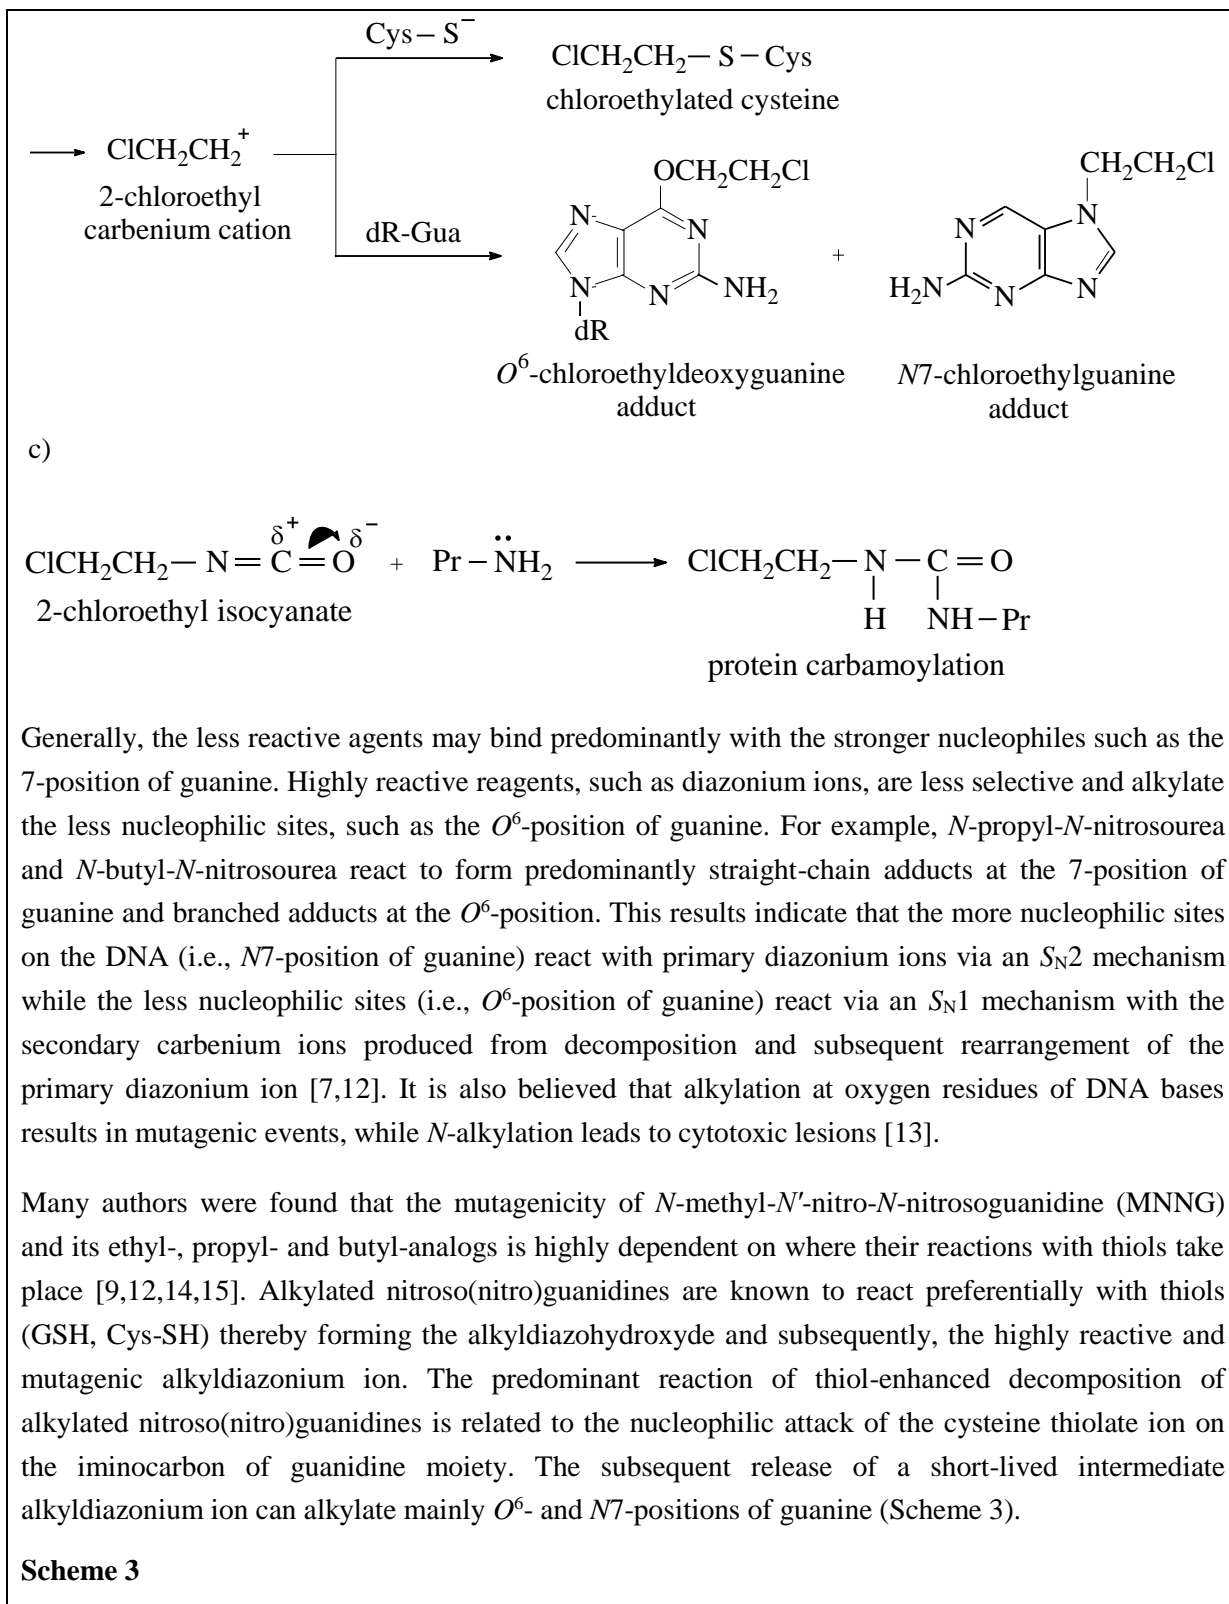 Cys – S⁻
ClCH₂CH₂ – S – Cys
chloroethylated cysteine
ClCH₂CH₂⁺
2-chloroethyl
carbenium cation
dR-Gua
OCH₂CH₂Cl
N
N
N
N
NH₂
dR
+
CH₂CH₂Cl
N
N
H₂N
N
N
O⁶-chloroethyldeoxyguanine
adduct
N7-chloroethylguanine
adduct
c)
δ⁺ δ⁻
ClCH₂CH₂ – N = C = O + Pr – N̈H₂
ClCH₂CH₂ – N – C = O
H NH – Pr
2-chloroethyl isocyanate
protein carbamoylation
Generally, the less reactive agents may bind predominantly with the stronger nucleophiles such as the
7-position of guanine. Highly reactive reagents, such as diazonium ions, are less selective and alkylate
the less nucleophilic sites, such as the O⁶-position of guanine. For example, N-propyl-N-nitrosourea
and N-butyl-N-nitrosourea react to form predominantly straight-chain adducts at the 7-position of
guanine and branched adducts at the O⁶-position. This results indicate that the more nucleophilic sites
on the DNA (i.e., N7-position of guanine) react with primary diazonium ions via an S_N2 mechanism
while the less nucleophilic sites (i.e., O⁶-position of guanine) react via an S_N1 mechanism with the
secondary carbenium ions produced from decomposition and subsequent rearrangement of the
primary diazonium ion [7,12]. It is also believed that alkylation at oxygen residues of DNA bases
results in mutagenic events, while N-alkylation leads to cytotoxic lesions [13].
Many authors were found that the mutagenicity of N-methyl-N′-nitro-N-nitrosoguanidine (MNNG)
and its ethyl-, propyl- and butyl-analogs is highly dependent on where their reactions with thiols take
place [9,12,14,15]. Alkylated nitroso(nitro)guanidines are known to react preferentially with thiols
(GSH, Cys-SH) thereby forming the alkyldiazohydroxyde and subsequently, the highly reactive and
mutagenic alkyldiazonium ion. The predominant reaction of thiol-enhanced decomposition of
alkylated nitroso(nitro)guanidines is related to the nucleophilic attack of the cysteine thiolate ion on
the iminocarbon of guanidine moiety. The subsequent release of a short-lived intermediate
alkyldiazonium ion can alkylate mainly O⁶- and N7-positions of guanine (Scheme 3).
Scheme 3